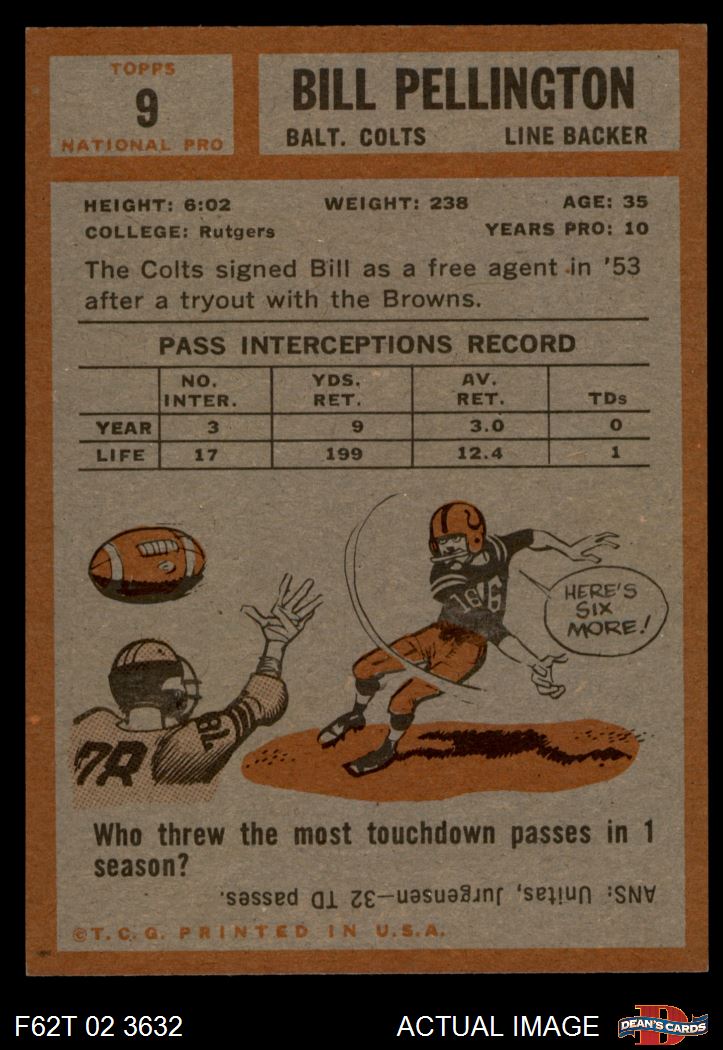 TOPPS
9
NATIONAL PRO
BILL PELLINGTON
BALT. COLTS LINE BACKER
HEIGHT: 6:02 WEIGHT: 238 AGE: 35
COLLEGE: Rutgers YEARS PRO: 10
The Colts signed Bill as a free agent in '53
after a tryout with the Browns.
PASS INTERCEPTIONS RECORD
NO. INTER. YDS. RET. AV. RET. TDs
YEAR 3 9 3.0 0
LIFE 17 199 12.4 1
HERE'S
SIX
MORE!
Who threw the most touchdown passes in 1
season?
ANS: Unitas, Jurgensen—32 TD passes.
©T.C.G. PRINTED IN U.S.A.
F62T 02 3632 ACTUAL IMAGE DEAN'S CARDS